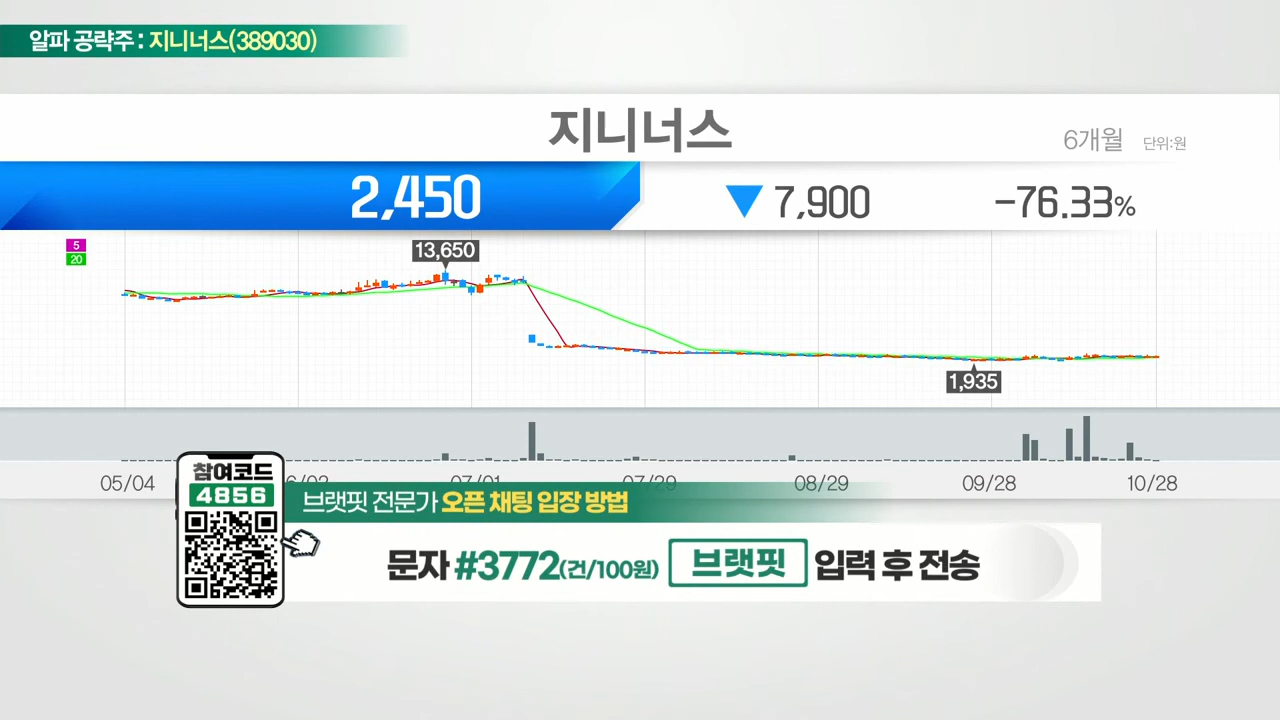 알파 공략주 : 지니너스(389030)
지니너스
6개월 단위:원
2,450 ▼ 7,900 -76.33%
5
20
13,650
1,935
05/04 07/01 07/29 08/29 09/28 10/28
참여코드
4856
브랫핏 전문가 오픈 채팅 입장 방법
문자 #3772(건/100원) 브랫핏 입력 후 전송